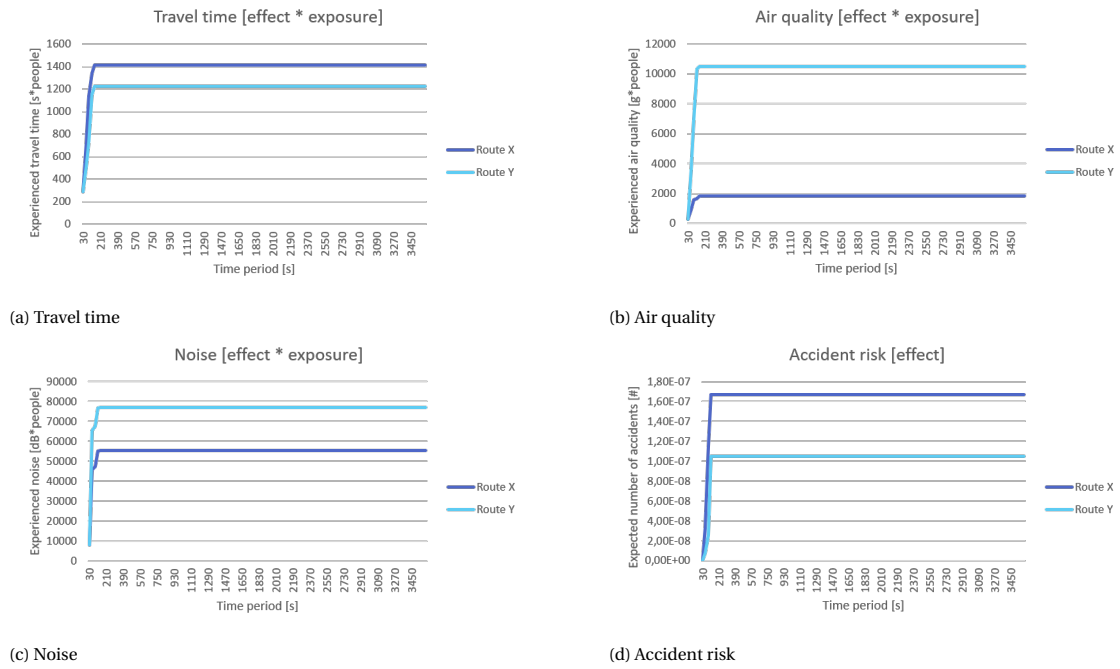 Travel time [effect * exposure]
Experienced travel time [s*people]
1600
1400
1200
1000
800
600
400
200
0
30 210 390 570 750 930 1110 1290 1470 1650 1830 2010 2190 2370 2550 2730 2910 3090 3270 3450
Time period [s]
Route X
Route Y
(a) Travel time
Air quality [effect * exposure]
Experienced air quality [g*people]
12000
10000
8000
6000
4000
2000
0
30 210 390 570 750 930 1110 1290 1470 1650 1830 2010 2190 2370 2550 2730 2910 3090 3270 3450
Time period [s]
Route X
Route Y
(b) Air quality
Noise [effect * exposure]
Experienced noise [dB*people]
90000
80000
70000
60000
50000
40000
30000
20000
10000
0
30 210 390 570 750 930 1110 1290 1470 1650 1830 2010 2190 2370 2550 2730 2910 3090 3270 3450
Time period [s]
Route X
Route Y
(c) Noise
Accident risk [effect]
Expected number of accidents [#]
1,80E-07
1,60E-07
1,40E-07
1,20E-07
1,00E-07
8,00E-08
6,00E-08
4,00E-08
2,00E-08
0,00E+00
30 210 390 570 750 930 1110 1290 1470 1650 1830 2010 2190 2370 2550 2730 2910 3090 3270 3450
Time period [s]
Route X
Route Y
(d) Accident risk